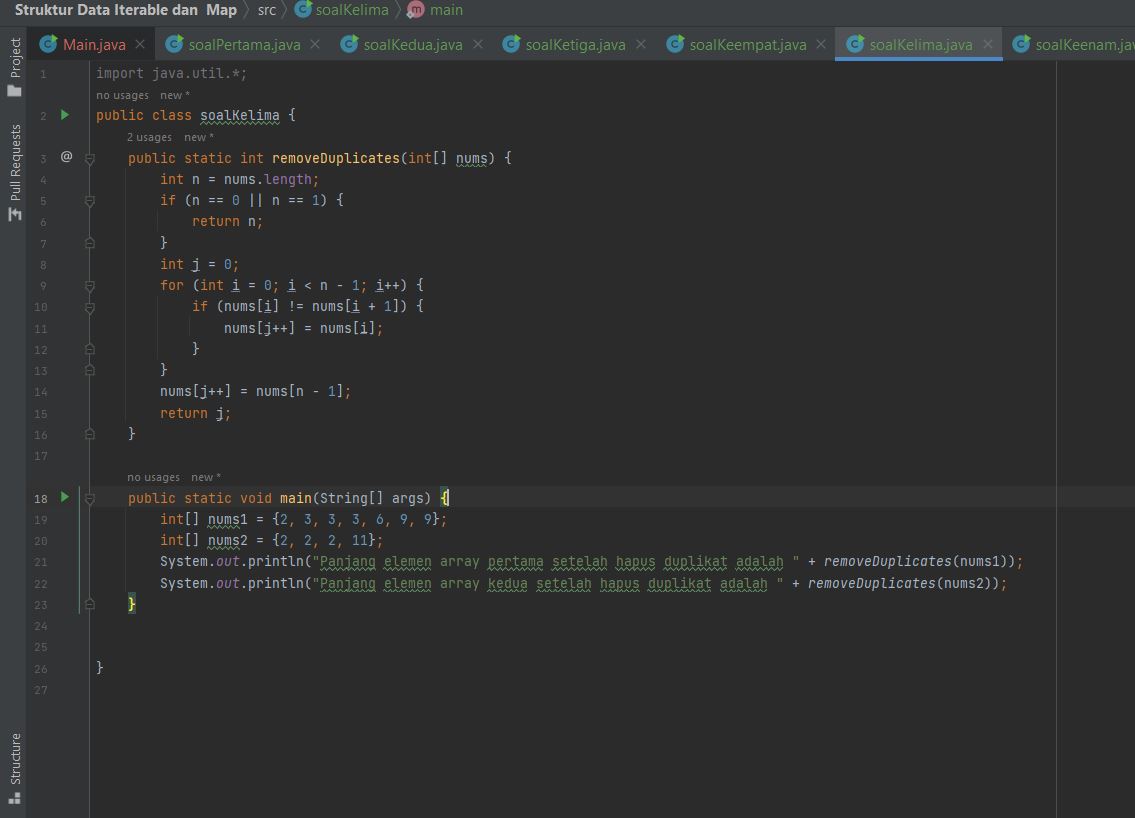 Struktur Data Iterable dan Map src soalKelima m main
Main.java soalPertama.java soalKedua.java soalKetiga.java soalKeempat.java soalKelima.java soalKeenam.jav
Project
Pull Requests
Structure
1 import java.util.*;
no usages new *
2 public class soalKelima {
2 usages new *
3 @ public static int removeDuplicates(int[] nums) {
4 int n = nums.length;
5 if (n == 0 || n == 1) {
6 return n;
7 }
8 int j = 0;
9 for (int i = 0; i < n - 1; i++) {
10 if (nums[i] != nums[i + 1]) {
11 nums[j++] = nums[i];
12 }
13 }
14 nums[j++] = nums[n - 1];
15 return j;
16 }
17
no usages new *
18 public static void main(String[] args) {
19 int[] nums1 = {2, 3, 3, 3, 6, 9, 9};
20 int[] nums2 = {2, 2, 2, 11};
21 System.out.println("Panjang elemen array pertama setelah hapus duplikat adalah " + removeDuplicates(nums1));
22 System.out.println("Panjang elemen array kedua setelah hapus duplikat adalah " + removeDuplicates(nums2));
23 }
24
25
26 }
27